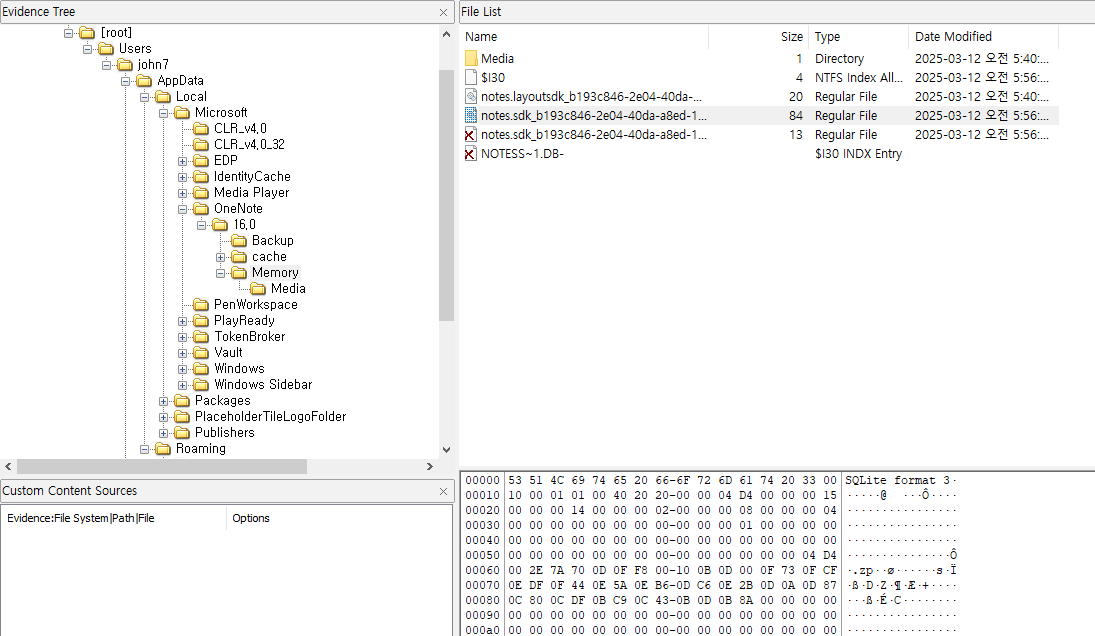 Evidence Tree
[root]
Users
john7
AppData
Local
Microsoft
CLR_v4,0
CLR_v4,0_32
EDP
IdentityCache
Media Player
OneNote
16,0
Backup
cache
Memory
Media
PenWorkspace
PlayReady
TokenBroker
Vault
Windows
Windows Sidebar
Packages
PlaceholderTileLogoFolder
Publishers
Roaming
Custom Content Sources
Evidence:File System|Path|File Options
File List
Name Size Type Date Modified
Media 1 Directory 2025-03-12 오전 5:40:...
$I30 4 NTFS Index All... 2025-03-12 오전 5:56:...
notes.layoutsdk_b193c846-2e04-40da-... 20 Regular File 2025-03-12 오전 5:40:...
notes.sdk_b193c846-2e04-40da-a8ed-1... 84 Regular File 2025-03-12 오전 5:56:...
notes.sdk_b193c846-2e04-40da-a8ed-1... 13 Regular File 2025-03-12 오전 5:56:...
NOTESS~1.DB- $I30 INDX Entry
00000 53 51 4C 69 74 65 20 66-6F 72 6D 61 74 20 33 00 SQLite format 3·
00010 10 00 01 01 00 40 20 20-00 00 04 D4 00 00 00 15 ·····@  ···Ô····
00020 00 00 00 14 00 00 00 02-00 00 00 08 00 00 00 04 ················
00030 00 00 00 00 00 00 00 00-00 00 00 01 00 00 00 00 ················
00040 00 00 00 00 00 00 00 00-00 00 00 00 00 00 00 00 ················
00050 00 00 00 00 00 00 00 00-00 00 00 00 00 00 04 D4 ···············Ô
00060 00 2E 7A 70 0D 0F F8 00-10 0B 0D 00 0F 73 0F CF ·.zp··ø······s·Ï
00070 0E DF 0F 44 0E 5A 0E B6-0D C6 0E 2B 0D 0A 0D 87 ·ß·D·Z·¶·Æ·+····
00080 0C 80 0C DF 0B C9 0C 43-0B 0D 0B 8A 00 00 00 00 ···ß·É·C········
00090 00 00 00 00 00 00 00 00-00 00 00 00 00 00 00 00 ················
000a0 00 00 00 00 00 00 00 00-00 00 00 00 00 00 00 00 ················